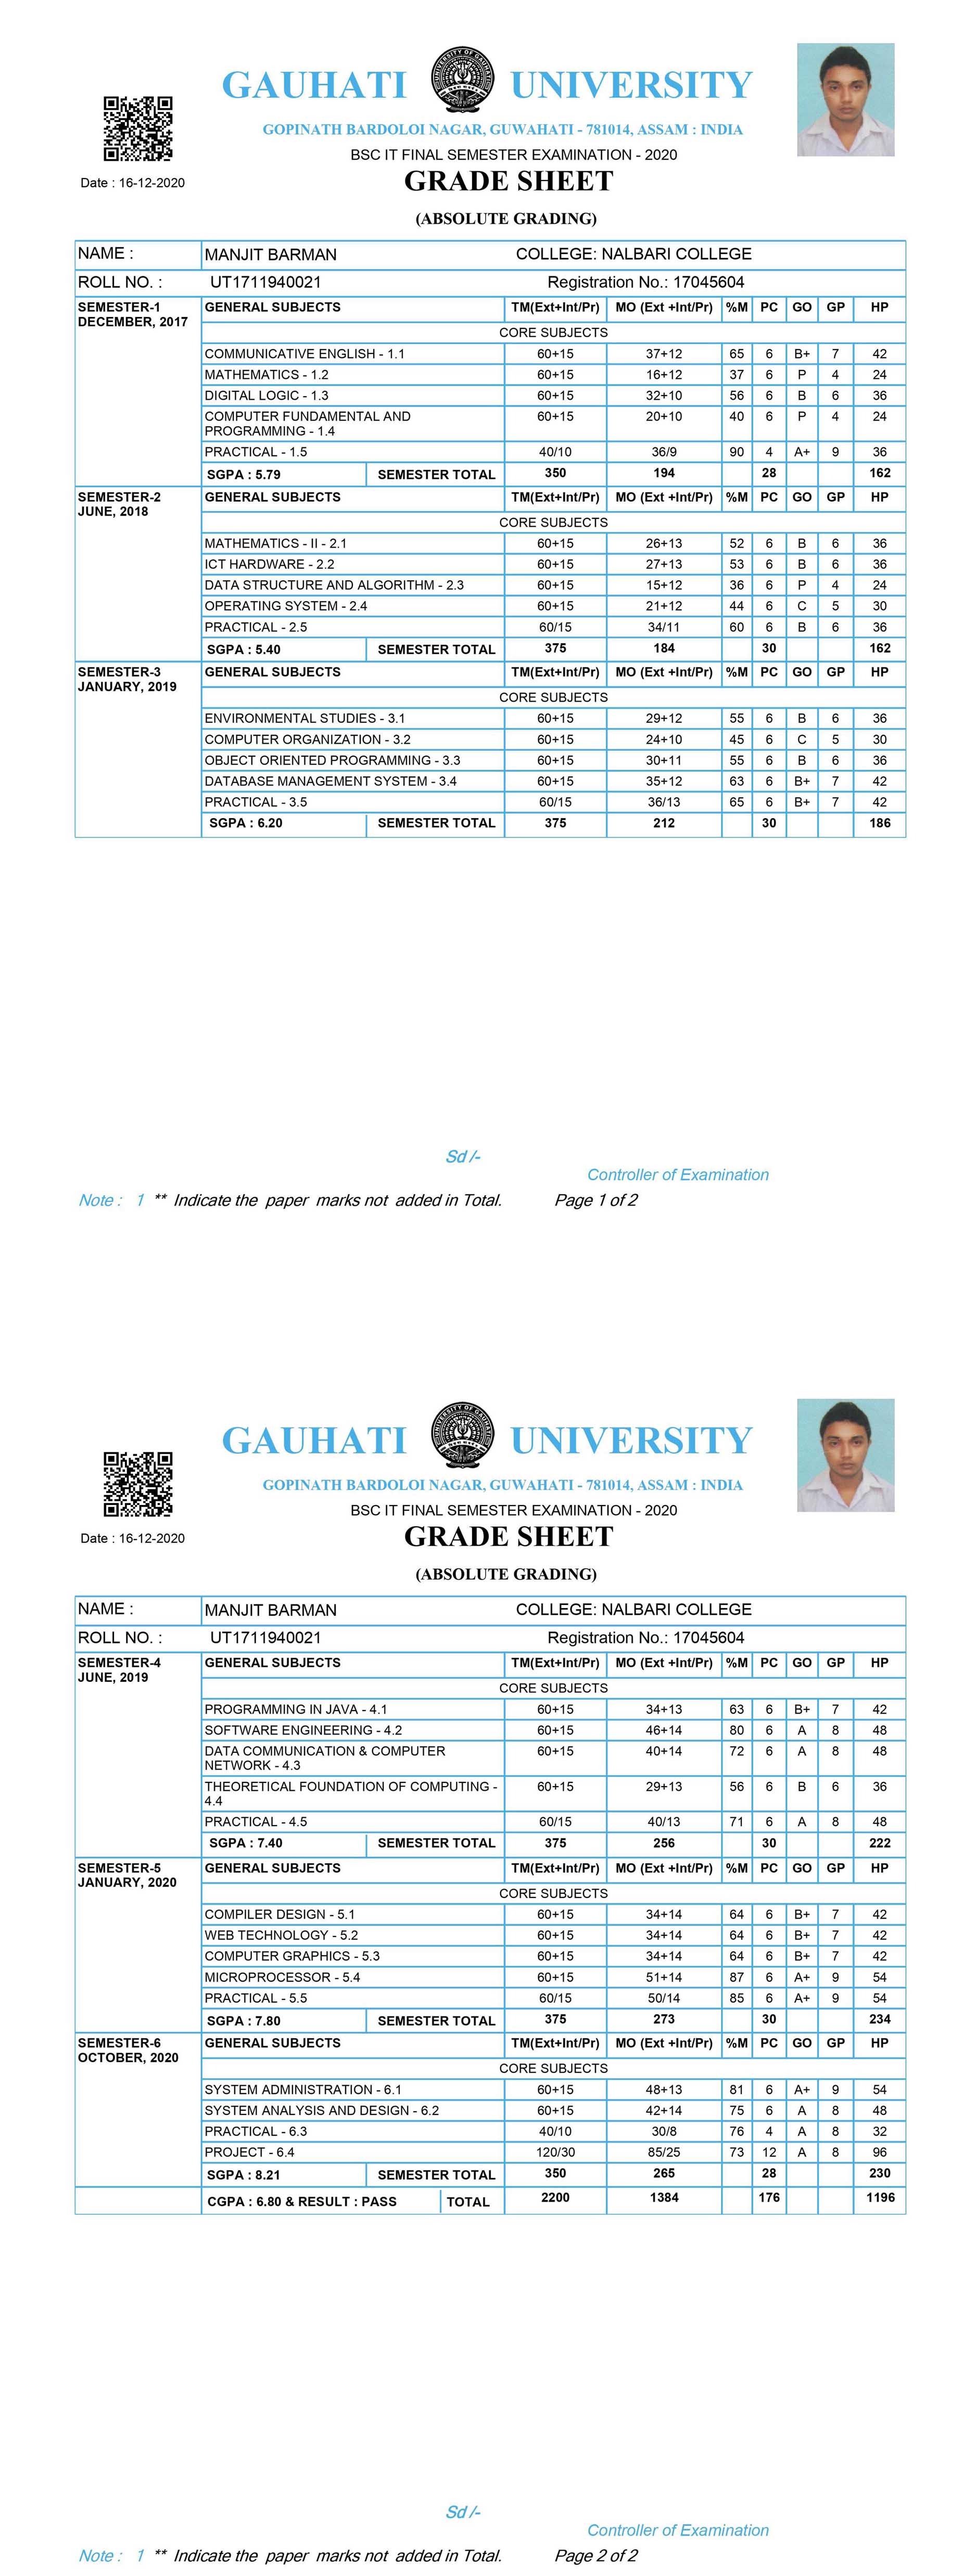 GAUHATI UNIVERSITY
GOPINATH BARDOLOI NAGAR, GUWAHATI - 781014, ASSAM : INDIA
BSC IT FINAL SEMESTER EXAMINATION - 2020
Date : 16-12-2020
GRADE SHEET
(ABSOLUTE GRADING)
NAME : MANJIT BARMAN COLLEGE: NALBARI COLLEGE
ROLL NO. : UT1711940021 Registration No.: 17045604
SEMESTER-1 GENERAL SUBJECTS TM(Ext+Int/Pr) MO (Ext +Int/Pr) %M PC GO GP HP
DECEMBER, 2017
CORE SUBJECTS
COMMUNICATIVE ENGLISH - 1.1 60+15 37+12 65 6 B+ 7 42
MATHEMATICS - 1.2 60+15 16+12 37 6 P 4 24
DIGITAL LOGIC - 1.3 60+15 32+10 56 6 B 6 36
COMPUTER FUNDAMENTAL AND 60+15 20+10 40 6 P 4 24
PROGRAMMING - 1.4
PRACTICAL - 1.5 40/10 36/9 90 4 A+ 9 36
SGPA : 5.79 SEMESTER TOTAL 350 194 28 162
SEMESTER-2 GENERAL SUBJECTS TM(Ext+Int/Pr) MO (Ext +Int/Pr) %M PC GO GP HP
JUNE, 2018
CORE SUBJECTS
MATHEMATICS - II - 2.1 60+15 26+13 52 6 B 6 36
ICT HARDWARE - 2.2 60+15 27+13 53 6 B 6 36
DATA STRUCTURE AND ALGORITHM - 2.3 60+15 15+12 36 6 P 4 24
OPERATING SYSTEM - 2.4 60+15 21+12 44 6 C 5 30
PRACTICAL - 2.5 60/15 34/11 60 6 B 6 36
SGPA : 5.40 SEMESTER TOTAL 375 184 30 162
SEMESTER-3 GENERAL SUBJECTS TM(Ext+Int/Pr) MO (Ext +Int/Pr) %M PC GO GP HP
JANUARY, 2019
CORE SUBJECTS
ENVIRONMENTAL STUDIES - 3.1 60+15 29+12 55 6 B 6 36
COMPUTER ORGANIZATION - 3.2 60+15 24+10 45 6 C 5 30
OBJECT ORIENTED PROGRAMMING - 3.3 60+15 30+11 55 6 B 6 36
DATABASE MANAGEMENT SYSTEM - 3.4 60+15 35+12 63 6 B+ 7 42
PRACTICAL - 3.5 60/15 36/13 65 6 B+ 7 42
SGPA : 6.20 SEMESTER TOTAL 375 212 30 186
Sd /-
Controller of Examination
Note : 1 ** Indicate the paper marks not added in Total. Page 1 of 2
GAUHATI UNIVERSITY
GOPINATH BARDOLOI NAGAR, GUWAHATI - 781014, ASSAM : INDIA
BSC IT FINAL SEMESTER EXAMINATION - 2020
Date : 16-12-2020
GRADE SHEET
(ABSOLUTE GRADING)
NAME : MANJIT BARMAN COLLEGE: NALBARI COLLEGE
ROLL NO. : UT1711940021 Registration No.: 17045604
SEMESTER-4 GENERAL SUBJECTS TM(Ext+Int/Pr) MO (Ext +Int/Pr) %M PC GO GP HP
JUNE, 2019
CORE SUBJECTS
PROGRAMMING IN JAVA - 4.1 60+15 34+13 63 6 B+ 7 42
SOFTWARE ENGINEERING - 4.2 60+15 46+14 80 6 A 8 48
DATA COMMUNICATION & COMPUTER 60+15 40+14 72 6 A 8 48
NETWORK - 4.3
THEORETICAL FOUNDATION OF COMPUTING - 60+15 29+13 56 6 B 6 36
4.4
PRACTICAL - 4.5 60/15 40/13 71 6 A 8 48
SGPA : 7.40 SEMESTER TOTAL 375 256 30 222
SEMESTER-5 GENERAL SUBJECTS TM(Ext+Int/Pr) MO (Ext +Int/Pr) %M PC GO GP HP
JANUARY, 2020
CORE SUBJECTS
COMPILER DESIGN - 5.1 60+15 34+14 64 6 B+ 7 42
WEB TECHNOLOGY - 5.2 60+15 34+14 64 6 B+ 7 42
COMPUTER GRAPHICS - 5.3 60+15 34+14 64 6 B+ 7 42
MICROPROCESSOR - 5.4 60+15 51+14 87 6 A+ 9 54
PRACTICAL - 5.5 60/15 50/14 85 6 A+ 9 54
SGPA : 7.80 SEMESTER TOTAL 375 273 30 234
SEMESTER-6 GENERAL SUBJECTS TM(Ext+Int/Pr) MO (Ext +Int/Pr) %M PC GO GP HP
OCTOBER, 2020
CORE SUBJECTS
SYSTEM ADMINISTRATION - 6.1 60+15 48+13 81 6 A+ 9 54
SYSTEM ANALYSIS AND DESIGN - 6.2 60+15 42+14 75 6 A 8 48
PRACTICAL - 6.3 40/10 30/8 76 4 A 8 32
PROJECT - 6.4 120/30 85/25 73 12 A 8 96
SGPA : 8.21 SEMESTER TOTAL 350 265 28 230
CGPA : 6.80 & RESULT : PASS TOTAL 2200 1384 176 1196
Sd /-
Controller of Examination
Note : 1 ** Indicate the paper marks not added in Total. Page 2 of 2